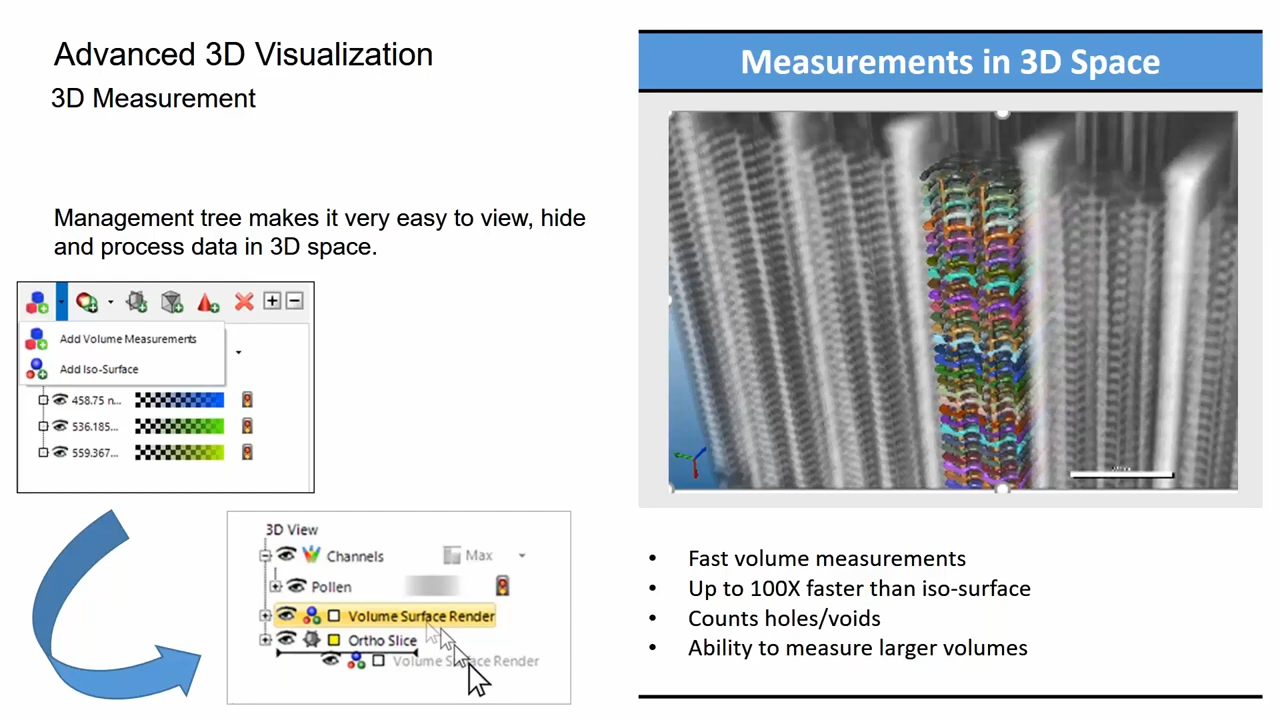 Advanced 3D Visualization
3D Measurement
Management tree makes it very easy to view, hide
and process data in 3D space.
Add Volume Measurements
Add Iso-Surface
458.75 n...
536.185...
559.367...
3D View
Channels
Max
Pollen
Volume Surface Render
Ortho Slice
Volume Surface Render
Measurements in 3D Space
• Fast volume measurements
• Up to 100X faster than iso-surface
• Counts holes/voids
• Ability to measure larger volumes